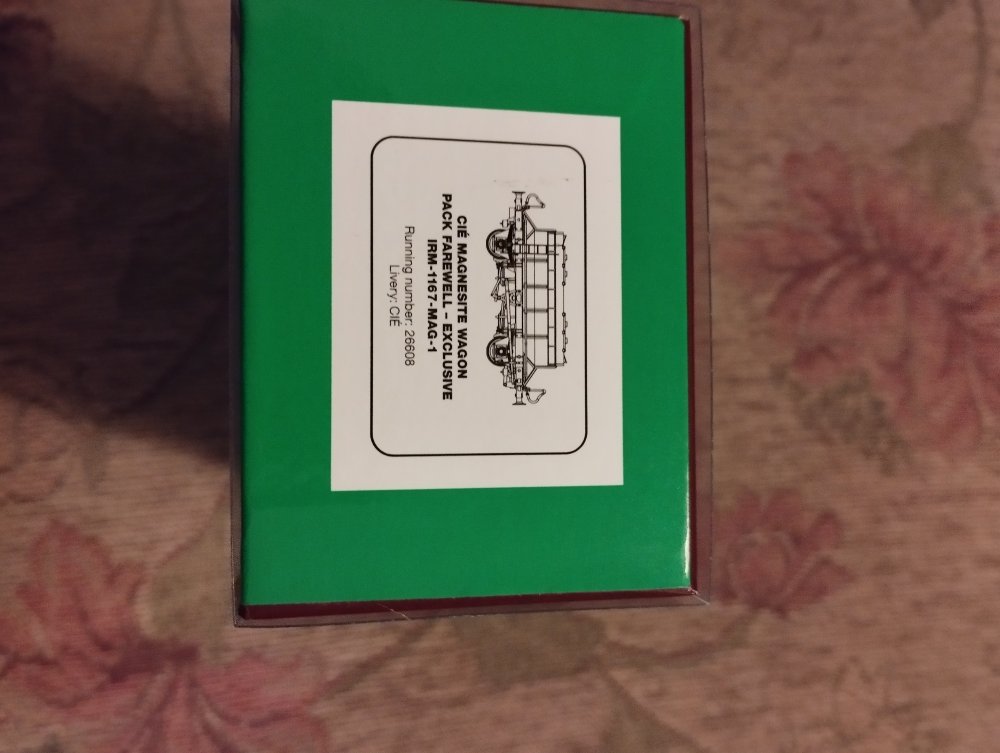 CIÉ MAGNESITE WAGON
PACK FAREWELL – EXCLUSIVE
IRM-1167-MAG-1
Running number: 26608
Livery: CIÉ